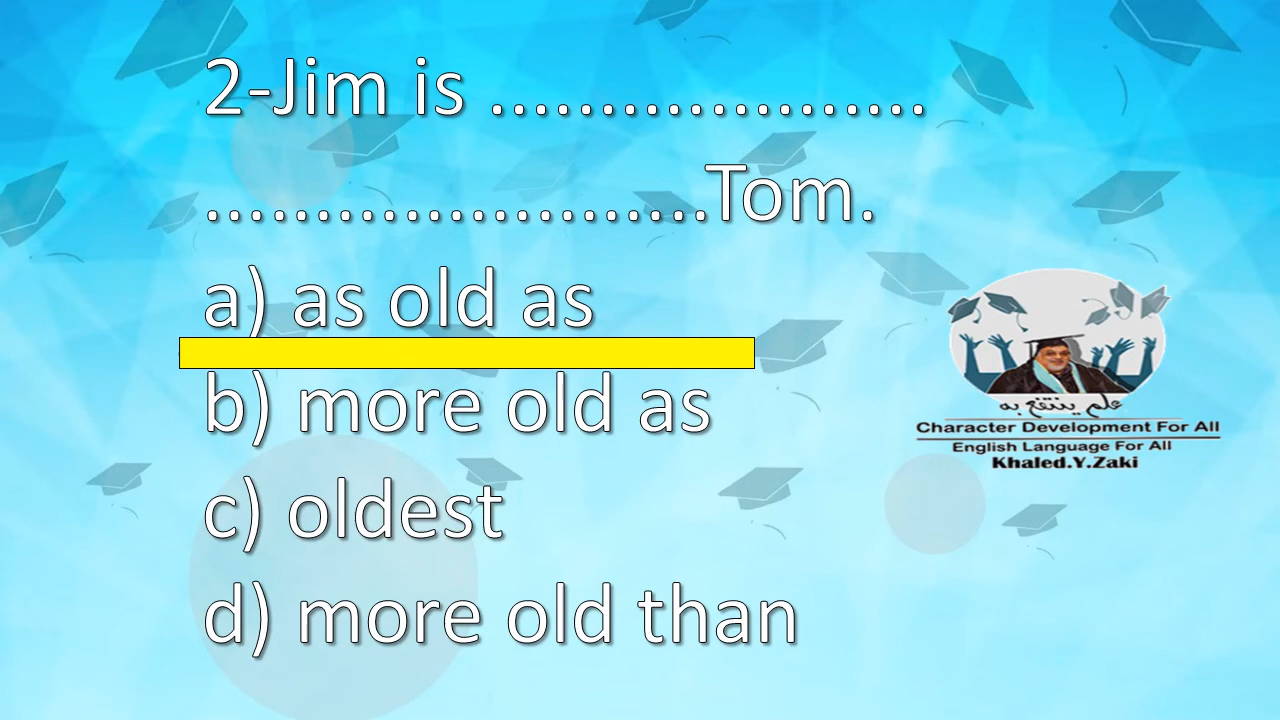 2-Jim is ....................
.......................Tom.
a) as old as
b) more old as
c) oldest
d) more old than
علم ينتفع به
Character Development For All
English Language For All
Khaled.Y.Zaki